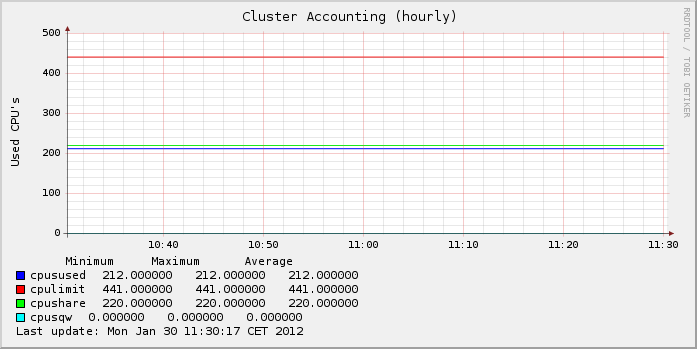 Cluster Accounting (hourly)
RRDTOOL / TOBI OETIKER
Used CPU's
500
400
300
200
100
0
10:40 10:50 11:00 11:10 11:20 11:30
Minimum Maximum Average
cpusused 212.000000 212.000000 212.000000
cpulimit 441.000000 441.000000 441.000000
cpushare 220.000000 220.000000 220.000000
cpusqw 0.000000 0.000000 0.000000
Last update: Mon Jan 30 11:30:17 CET 2012